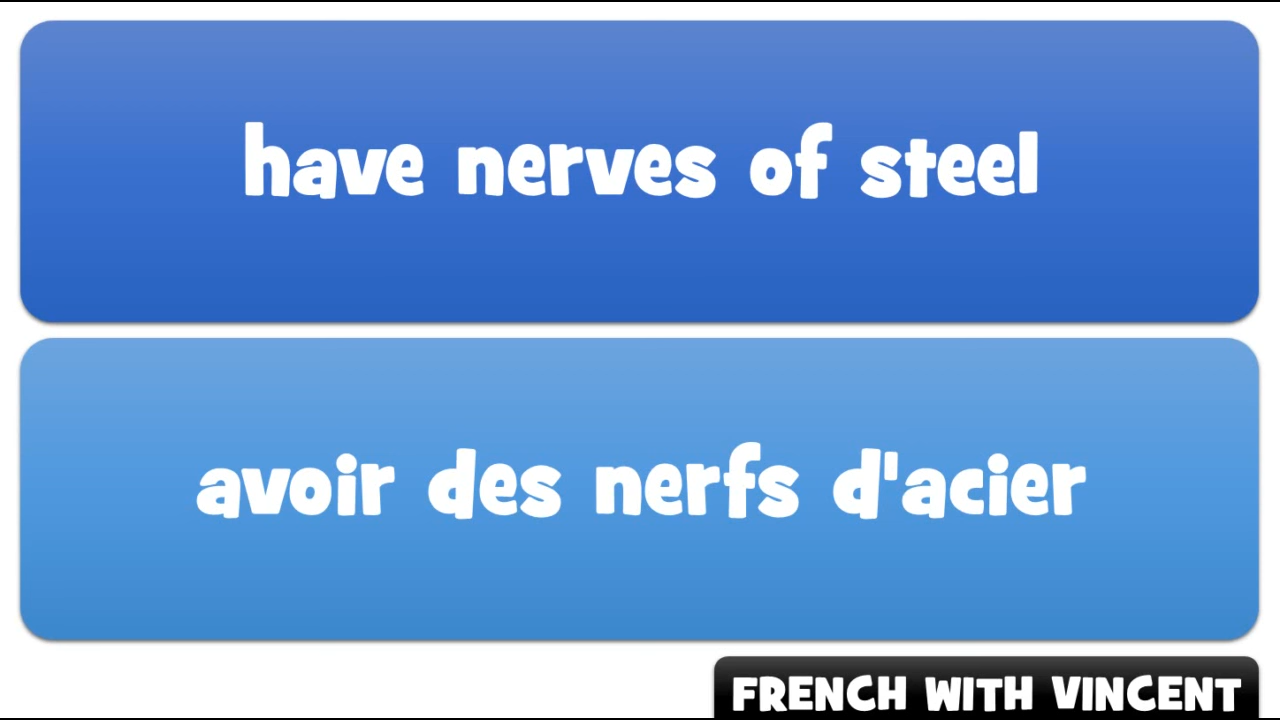 have nerves of steel
avoir des nerfs d'acier
FRENCH WITH VINCENT